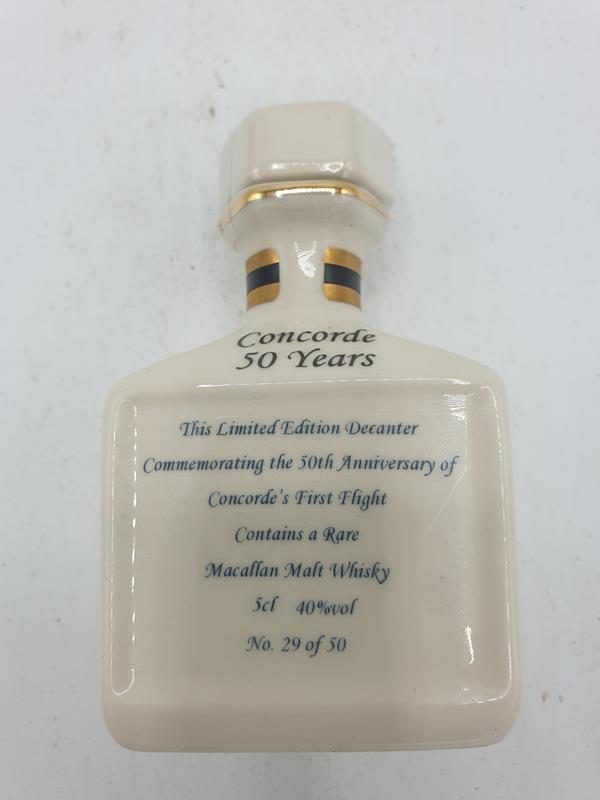 Concorde
50 Years
This Limited Edition Decanter
Commemorating the 50th Anniversary of
Concorde's First Flight
Contains a Rare
Macallan Malt Whisky
5cl 40%vol
No. 29 of 50